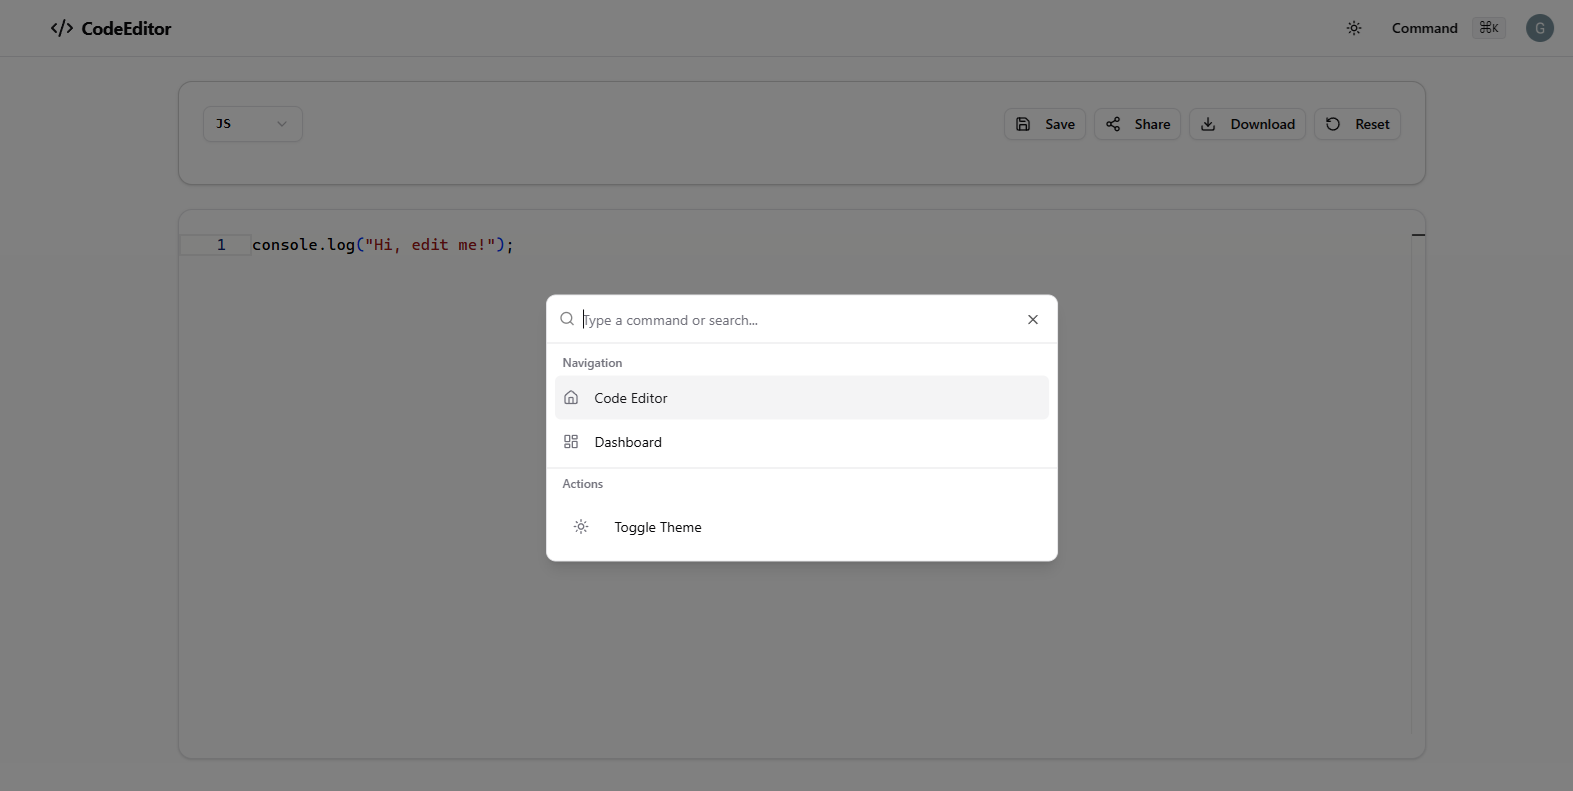 CodeEditor
Command ⌘K G
JS
Save Share Download Reset
1 console.log("Hi, edit me!");
Type a command or search...
Navigation
Code Editor
Dashboard
Actions
Toggle Theme